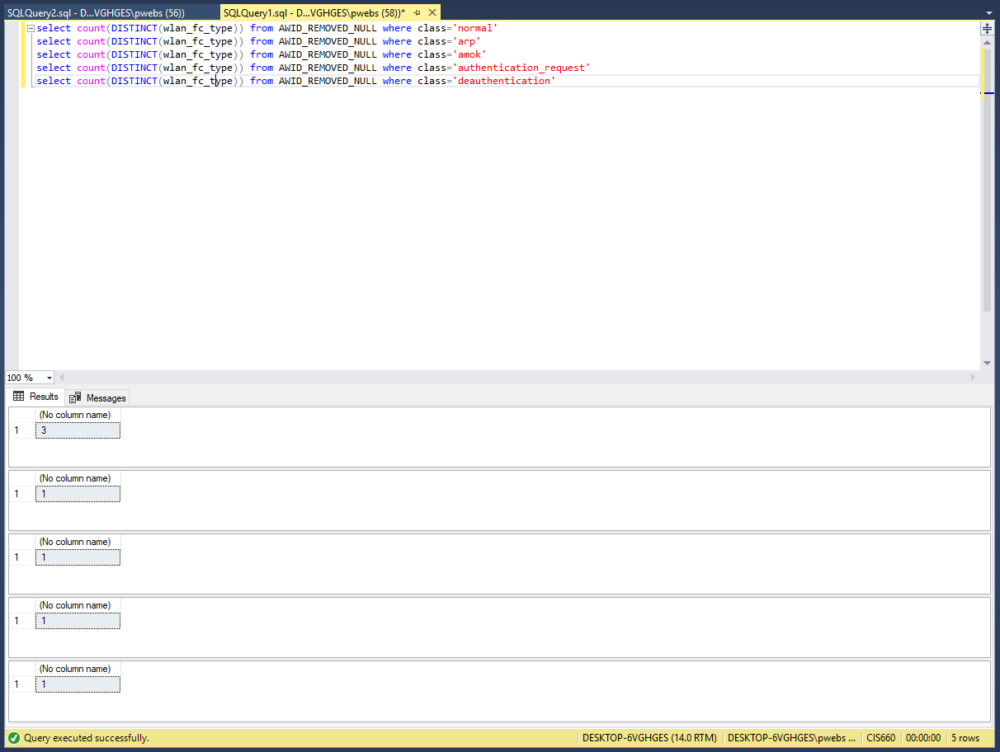 SQLQuery2.sql - D...VGHGES\pwebs (56)) SQLQuery1.sql - D...VGHGES\pwebs (58))*
select count(DISTINCT(wlan_fc_type)) from AWID_REMOVED_NULL where class='normal'
select count(DISTINCT(wlan_fc_type)) from AWID_REMOVED_NULL where class='arp'
select count(DISTINCT(wlan_fc_type)) from AWID_REMOVED_NULL where class='amok'
select count(DISTINCT(wlan_fc_type)) from AWID_REMOVED_NULL where class='authentication_request'
select count(DISTINCT(wlan_fc_type)) from AWID_REMOVED_NULL where class='deauthentication'
100 %
Results Messages
(No column name)
1 3
(No column name)
1 1
(No column name)
1 1
(No column name)
1 1
(No column name)
1 1
Query executed successfully. DESKTOP-6VGHGES (14.0 RTM) DESKTOP-6VGHGES\pwebs ... CIS660 00:00:00 5 rows